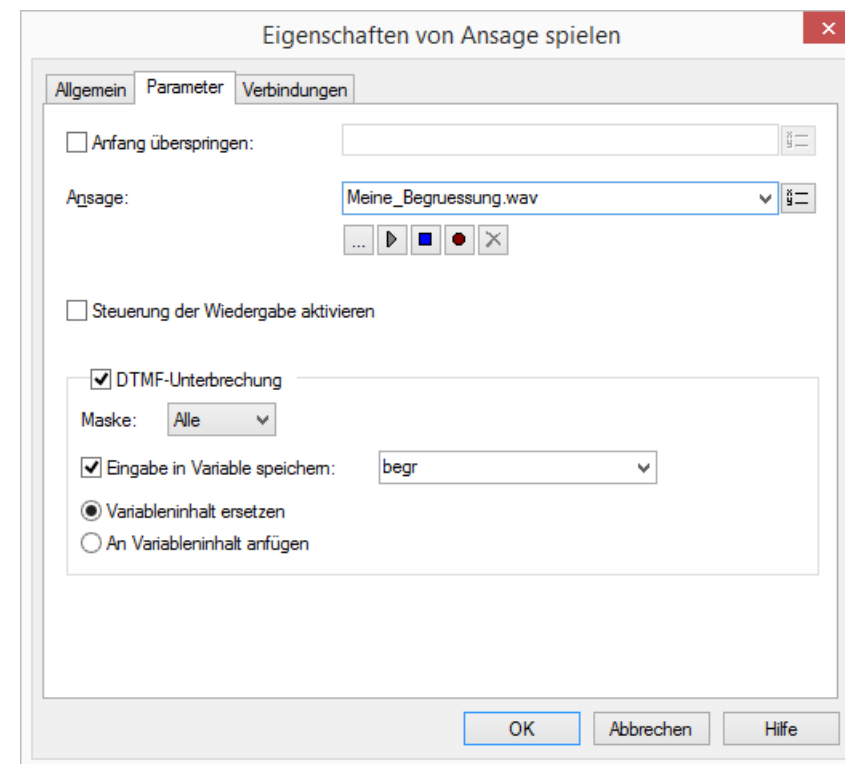 Eigenschaften von Ansage spielen
Allgemein Parameter Verbindungen
Anfang überspringen:
Ansage: Meine_Begruessung.wav
...
Steuerung der Wiedergabe aktivieren
DTMF-Unterbrechung
Maske: Alle
Eingabe in Variable speichern: begr
Variableninhalt ersetzen
An Variableninhalt anfügen
OK Abbrechen Hilfe